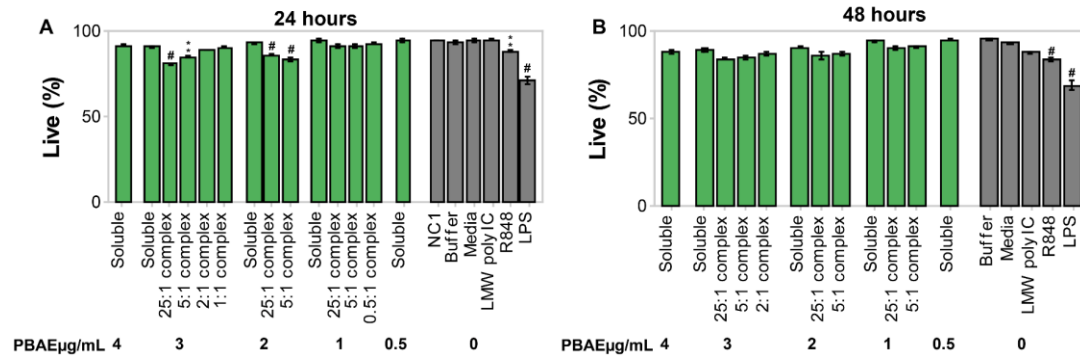 A
24 hours
Live (%)
100
50
0
#
**
#
#
**
#
Soluble
Soluble
25:1 complex
5:1 complex
2:1 complex
1:1 complex
Soluble
25:1 complex
5:1 complex
Soluble
25:1 complex
5:1 complex
0.5:1 complex
Soluble
NC1
Buffer
Media
LMW poly IC
R848
LPS
PBAEµg/mL 4 3 2 1 0.5 0
B
48 hours
Live (%)
100
50
0
#
#
Soluble
Soluble
25:1 complex
5:1 complex
2:1 complex
Soluble
25:1 complex
5:1 complex
Soluble
25:1 complex
5:1 complex
Soluble
Buffer
Media
LMW poly IC
R848
LPS
PBAEµg/mL 4 3 2 1 0.5 0